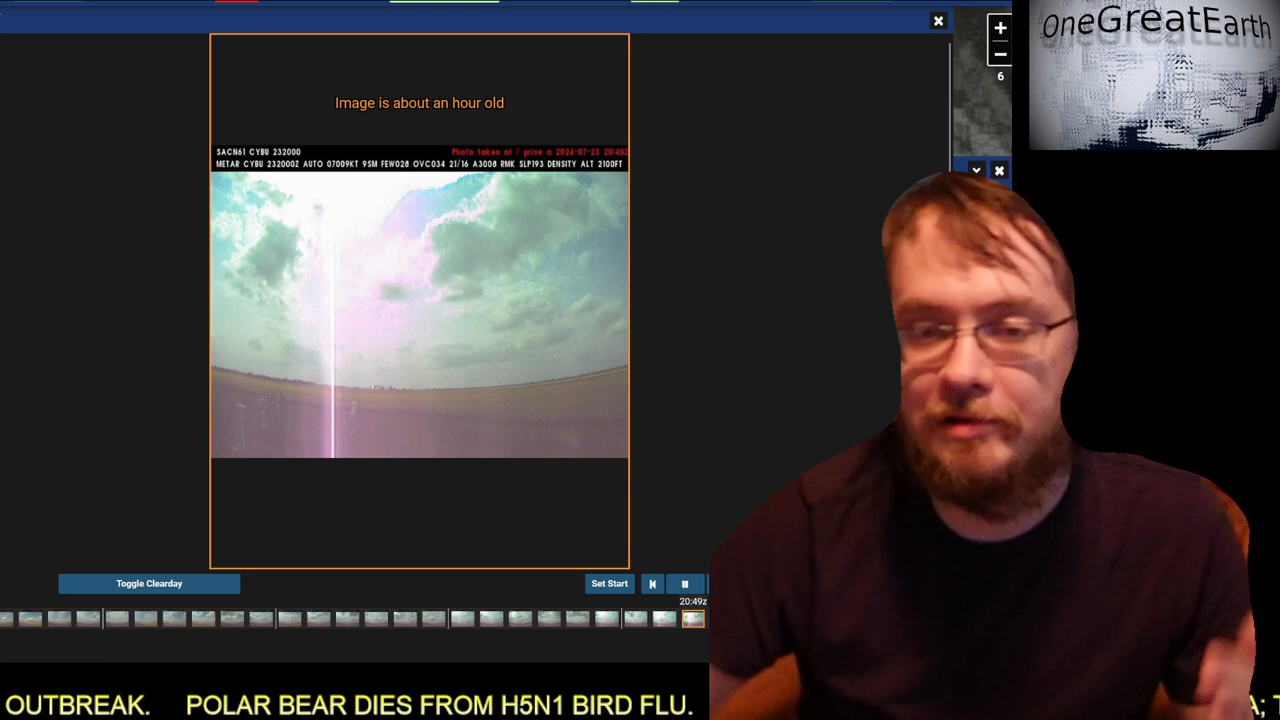 OneGreatEarth
6
Image is about an hour old
SACN61 CYBU 232000
Photo taken at / prise a 2024-07-23 20:40Z
METAR CYBU 232000Z AUTO 07009KT 9SM FEW028 OVC034 21/16 A3008 RMK SLP193 DENSITY ALT 2100FT
Toggle Clearday
Set Start
20:49z
OUTBREAK. POLAR BEAR DIES FROM H5N1 BIRD FLU.
A; T